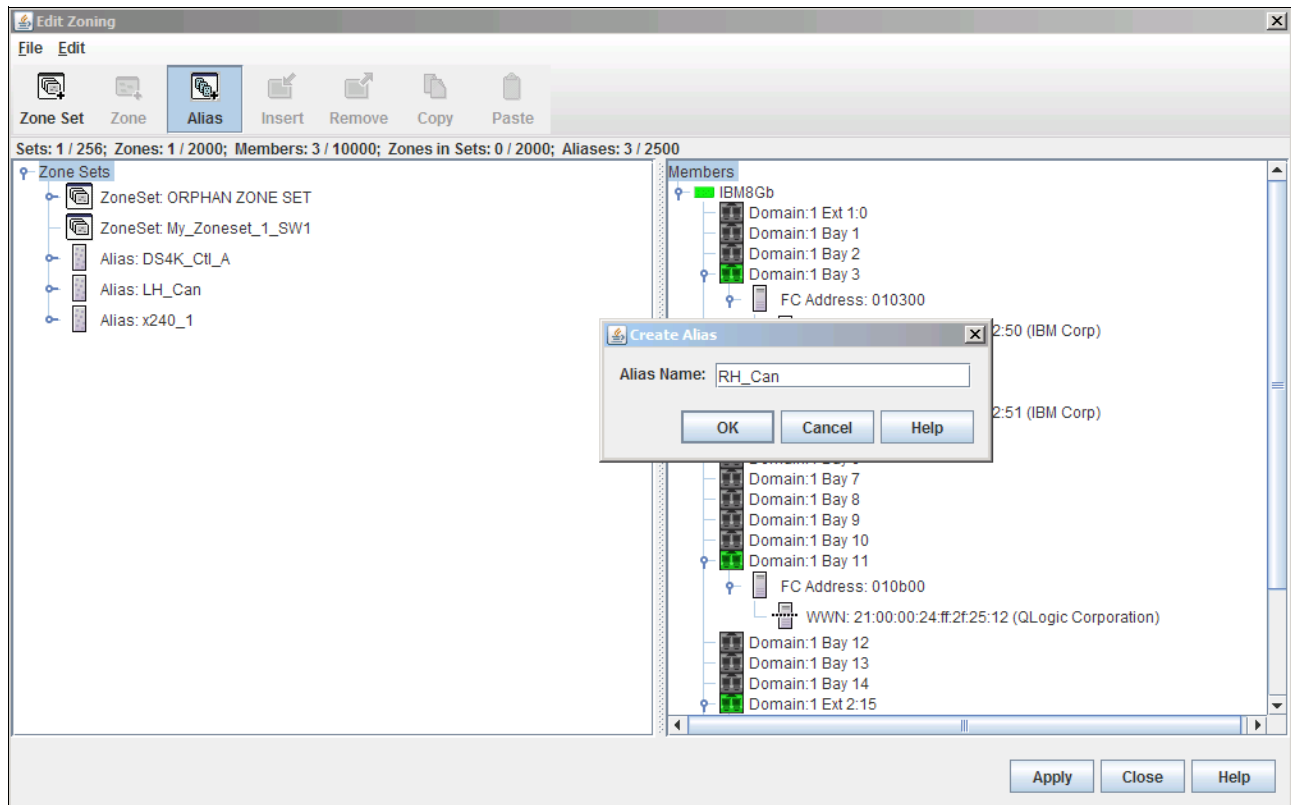 Edit Zoning
File Edit
Zone Set Zone Alias Insert Remove Copy Paste
Sets: 1 / 256; Zones: 1 / 2000; Members: 3 / 10000; Zones in Sets: 0 / 2000; Aliases: 3 / 2500
Zone Sets
ZoneSet: ORPHAN ZONE SET
ZoneSet: My_Zoneset_1_SW1
Alias: DS4K_Ctl_A
Alias: LH_Can
Alias: x240_1
Members
IBM8Gb
Domain:1 Ext 1:0
Domain:1 Bay 1
Domain:1 Bay 2
Domain:1 Bay 3
FC Address: 010300
2:50 (IBM Corp)
2:51 (IBM Corp)
Create Alias
Alias Name: RH_Can
OK Cancel Help
Domain:1 Bay 7
Domain:1 Bay 8
Domain:1 Bay 9
Domain:1 Bay 10
Domain:1 Bay 11
FC Address: 010b00
WWN: 21:00:00:24:ff:2f:25:12 (QLogic Corporation)
Domain:1 Bay 12
Domain:1 Bay 13
Domain:1 Bay 14
Domain:1 Ext 2:15
Apply Close Help